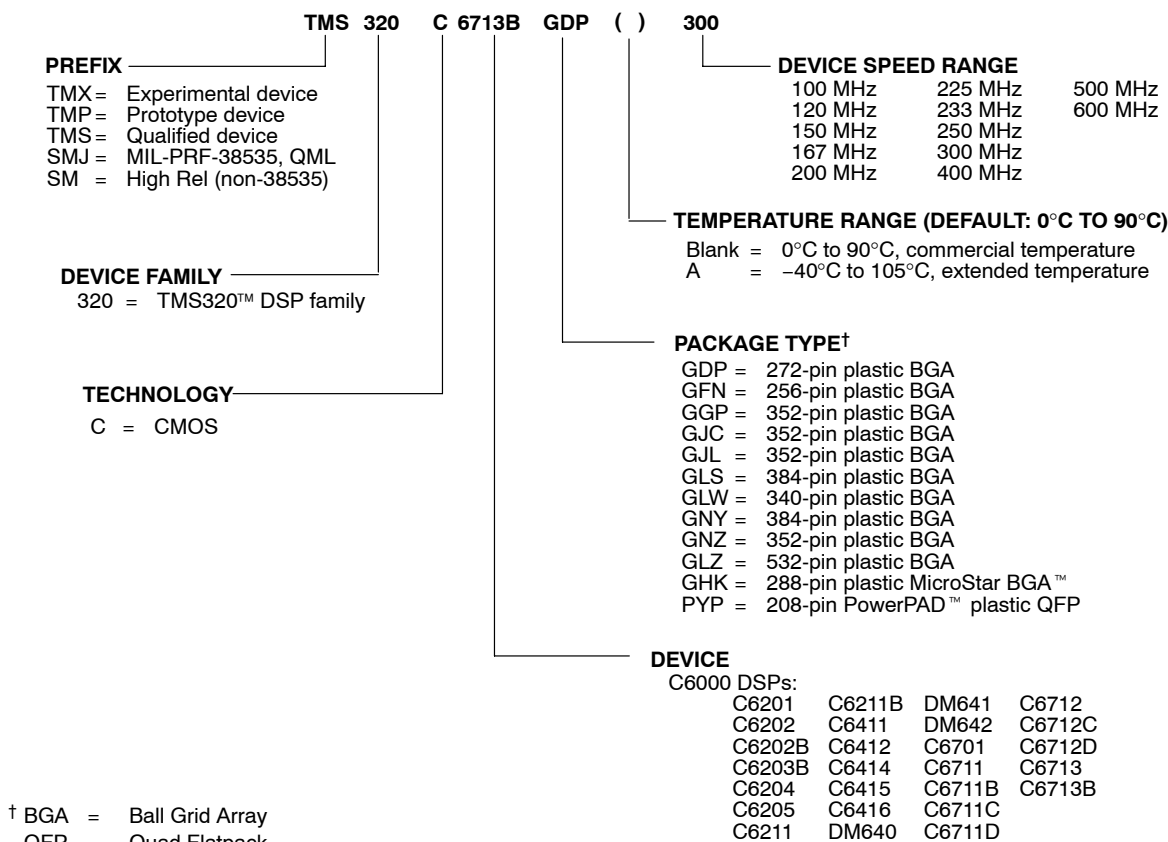 TMS 320 C 6713B GDP ( ) 300
PREFIX
TMX = Experimental device
TMP = Prototype device
TMS = Qualified device
SMJ = MIL-PRF-38535, QML
SM = High Rel (non-38535)
DEVICE SPEED RANGE
100 MHz 225 MHz 500 MHz
120 MHz 233 MHz 600 MHz
150 MHz 250 MHz
167 MHz 300 MHz
200 MHz 400 MHz
TEMPERATURE RANGE (DEFAULT: 0°C TO 90°C)
Blank = 0°C to 90°C, commercial temperature
A = −40°C to 105°C, extended temperature
DEVICE FAMILY
320 = TMS320™ DSP family
PACKAGE TYPE†
GDP = 272-pin plastic BGA
GFN = 256-pin plastic BGA
GGP = 352-pin plastic BGA
GJC = 352-pin plastic BGA
GJL = 352-pin plastic BGA
GLS = 384-pin plastic BGA
GLW = 340-pin plastic BGA
GNY = 384-pin plastic BGA
GNZ = 352-pin plastic BGA
GLZ = 532-pin plastic BGA
GHK = 288-pin plastic MicroStar BGA™
PYP = 208-pin PowerPAD™ plastic QFP
TECHNOLOGY
C = CMOS
DEVICE
C6000 DSPs:
C6201 C6211B DM641 C6712
C6202 C6411 DM642 C6712C
C6202B C6412 C6701 C6712D
C6203B C6414 C6711 C6713
C6204 C6415 C6711B C6713B
C6205 C6416 C6711C
C6211 DM640 C6711D
† BGA = Ball Grid Array
QFP = Quad Flatpack